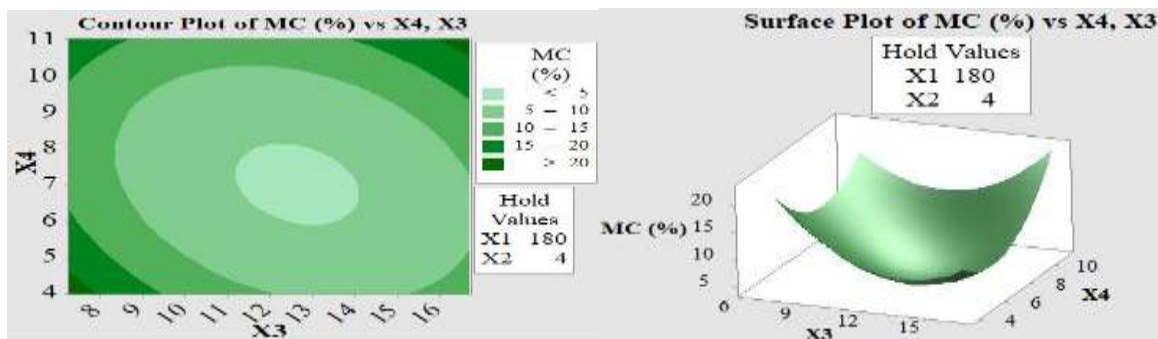 Contour Plot of MC (%) vs X4, X3
11
10
9
8
7
6
5
4
X4
8
9
10
11
12
13
14
15
16
X3
MC
(%)
< 5
5 – 10
10 – 15
15 – 20
> 20
Hold
Values
X1 180
X2 4
Surface Plot of MC (%) vs X4, X3
Hold Values
X1 180
X2 4
20
15
10
5
MC (%)
6
9
12
15
X3
4
6
8
10
X4